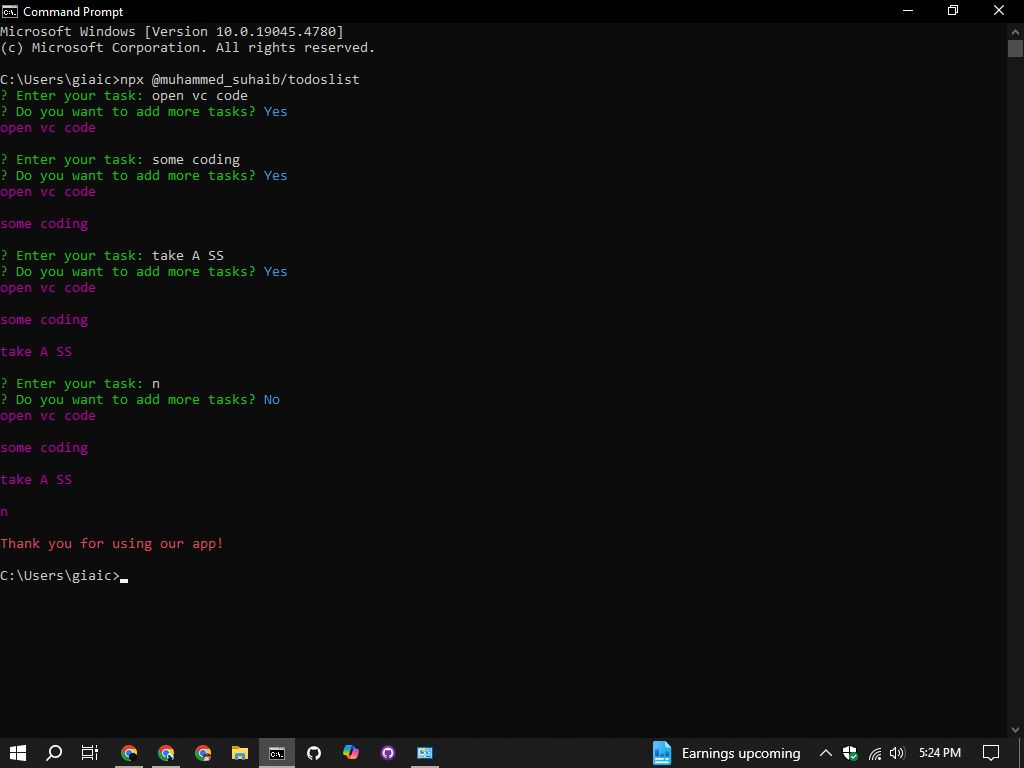 Command Prompt
Microsoft Windows [Version 10.0.19045.4780]
(c) Microsoft Corporation. All rights reserved.
C:\Users\giaic>npx @muhammed_suhaib/todoslist
? Enter your task: open vc code
? Do you want to add more tasks? Yes
open vc code
? Enter your task: some coding
? Do you want to add more tasks? Yes
open vc code
some coding
? Enter your task: take A SS
? Do you want to add more tasks? Yes
open vc code
some coding
take A SS
? Enter your task: n
? Do you want to add more tasks? No
open vc code
some coding
take A SS
n
Thank you for using our app!
C:\Users\giaic>
Earnings upcoming
5:24 PM